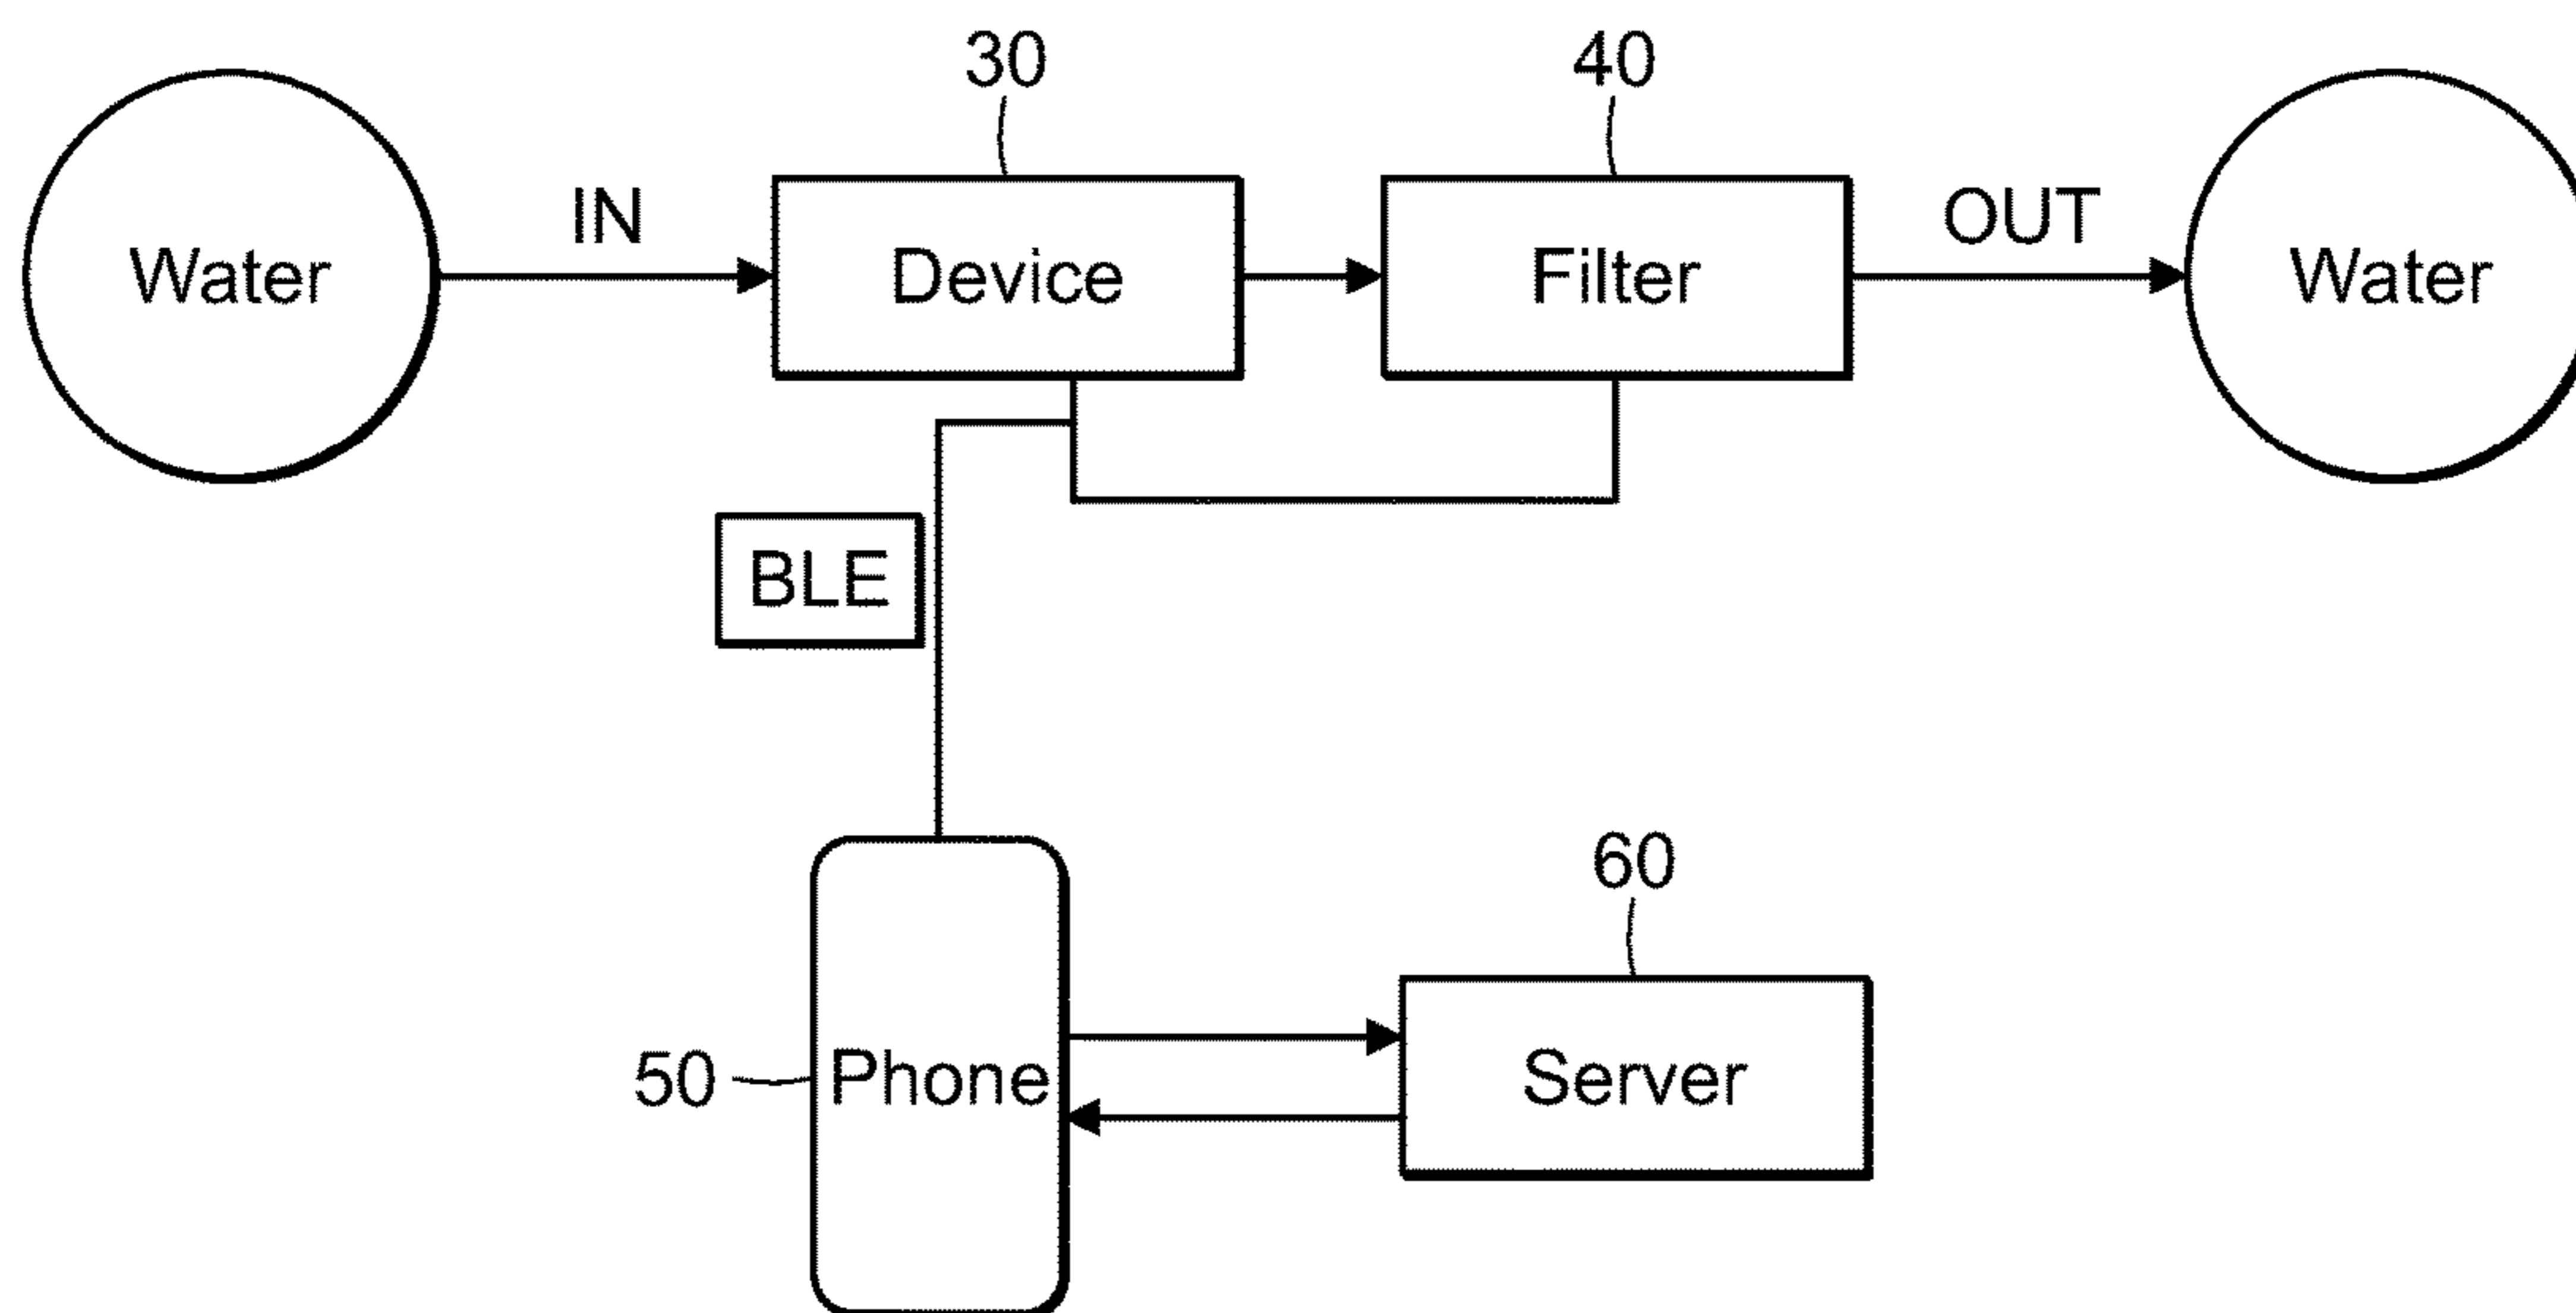 30
40
IN
OUT
Water
Device
Filter
Water
BLE
60
50
Phone
Server